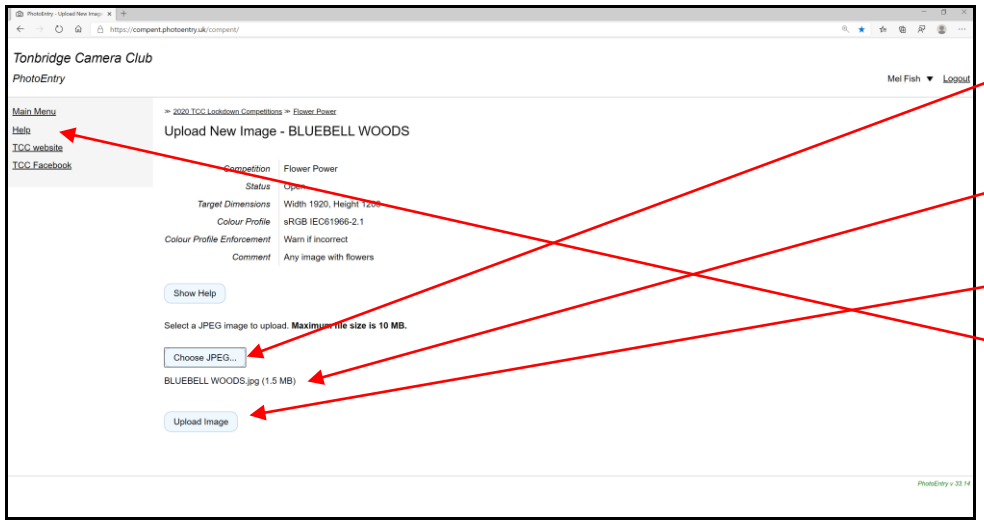 PhotoEntry - Upload New Image
https://compent.photoentry.uk/compent/
Tonbridge Camera Club
PhotoEntry
Mel Fish ▼ Logout
Main Menu
Help
TCC website
TCC Facebook
>> 2020 TCC Lockdown Competitions >> Flower Power
Upload New Image - BLUEBELL WOODS
Competition Flower Power
Status Open
Target Dimensions Width 1920, Height 1200
Colour Profile sRGB IEC61966-2.1
Colour Profile Enforcement Warn if incorrect
Comment Any image with flowers
Show Help
Select a JPEG image to upload. Maximum file size is 10 MB.
Choose JPEG...
BLUEBELL WOODS.jpg (1.5 MB)
Upload Image
PhotoEntry v 33.14